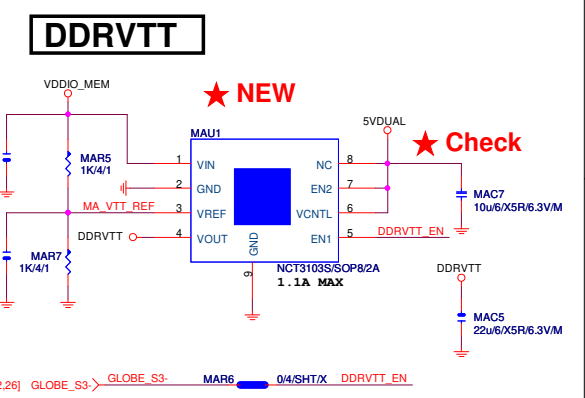 DDRVTT
VDDIO_MEM
★ NEW
5VDUAL
★ Check
MAU1
MAR5
1K/4/1
1 VIN NC 8
2 GND EN2 7
MA_VTT_REF 3 VREF VCNTL 6
DDRVTT 4 VOUT EN1 5 DDRVTT_EN
GND
9
MAC7
10u/6/X5R/6.3V/M
MAR7
1K/4/1
NCT3103S/SOP8/2A
1.1A MAX
DDRVTT
MAC5
22u/6/X5R/6.3V/M
,26] GLOBE_S3- GLOBE_S3- MAR6 0/4/SHT/X DDRVTT_EN